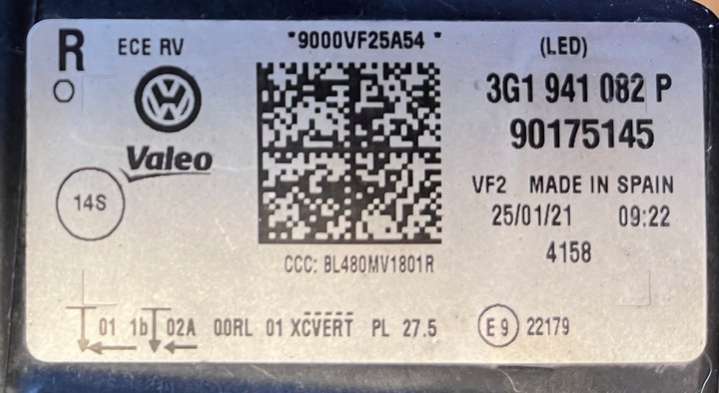 R ECE RV *9000VF25A54 * (LED)
3G1 941 082 P
Valeo 90175145
VF2 MADE IN SPAIN
14S 25/01/21 09:22
4158
CCC: BL480MV1801R
01 1b 02A 00RL 01 XCVERT PL 27.5 E9 22179